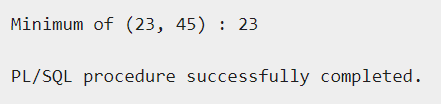 Minimum of (23, 45) : 23
PL/SQL procedure successfully completed.